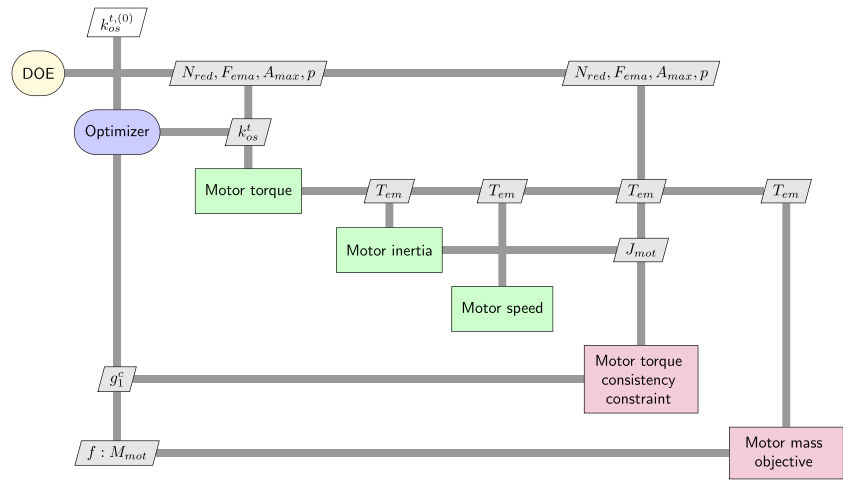 $k_{os}^{t,(0)}$
DOE
$N_{red}, F_{ema}, A_{max}, p$
$N_{red}, F_{ema}, A_{max}, p$
Optimizer
$k_{os}^{t}$
Motor torque
$T_{em}$
$T_{em}$
$T_{em}$
$T_{em}$
Motor inertia
$J_{mot}$
Motor speed
Motor torque
consistency
constraint
$g_1^c$
$f : M_{mot}$
Motor mass
objective